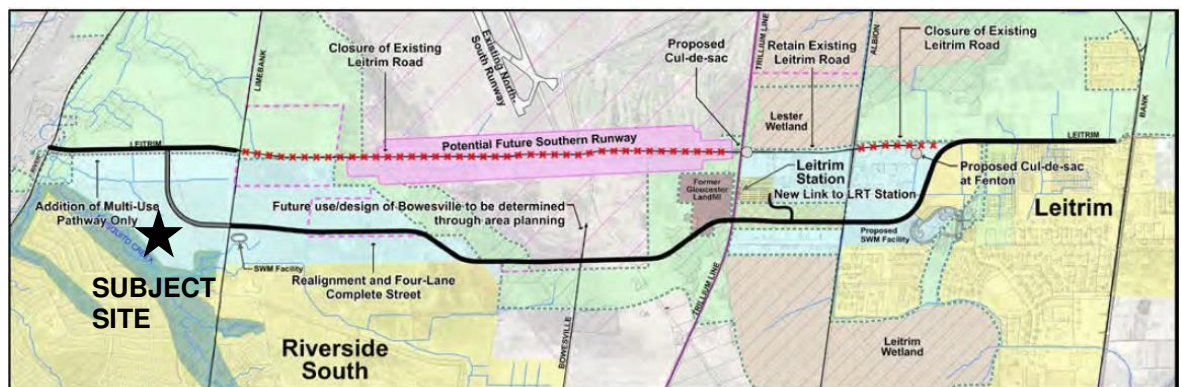 LIMEBANK
Closure of Existing
Leitrim Road
Existing North-
South Runway
Proposed
Cul-de-sac
TRILLIUM LINE
Retain Existing
Leitrim Road
ALBION
Closure of Existing
Leitrim Road
BANK
Lester
Wetland
LEITRIM
LEITRIM
Potential Future Southern Runway
Leitrim
Station
New Link to LRT Station
Proposed Cul-de-sac
at Fenton
Former
Gloucester
Landfill
Addition of Multi-Use
Pathway Only
Future use/design of Bowesville to be determined
through area planning
Leitrim
Proposed
SWM Facility
SUBJECT
SITE
SWM Facility
Realignment and Four-Lane
Complete Street
TRILLIUM LINE
BOWESVILLE
Riverside
South
Leitrim
Wetland